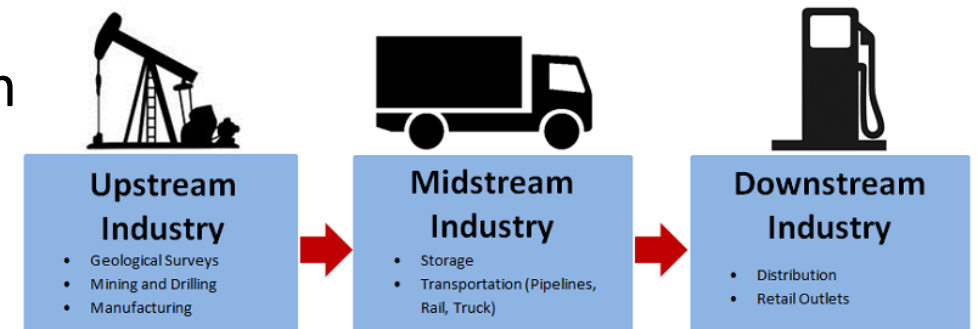 n
Upstream
Industry
• Geological Surveys
• Mining and Drilling
• Manufacturing
Midstream
Industry
• Storage
• Transportation (Pipelines,
Rail, Truck)
Downstream
Industry
• Distribution
• Retail Outlets